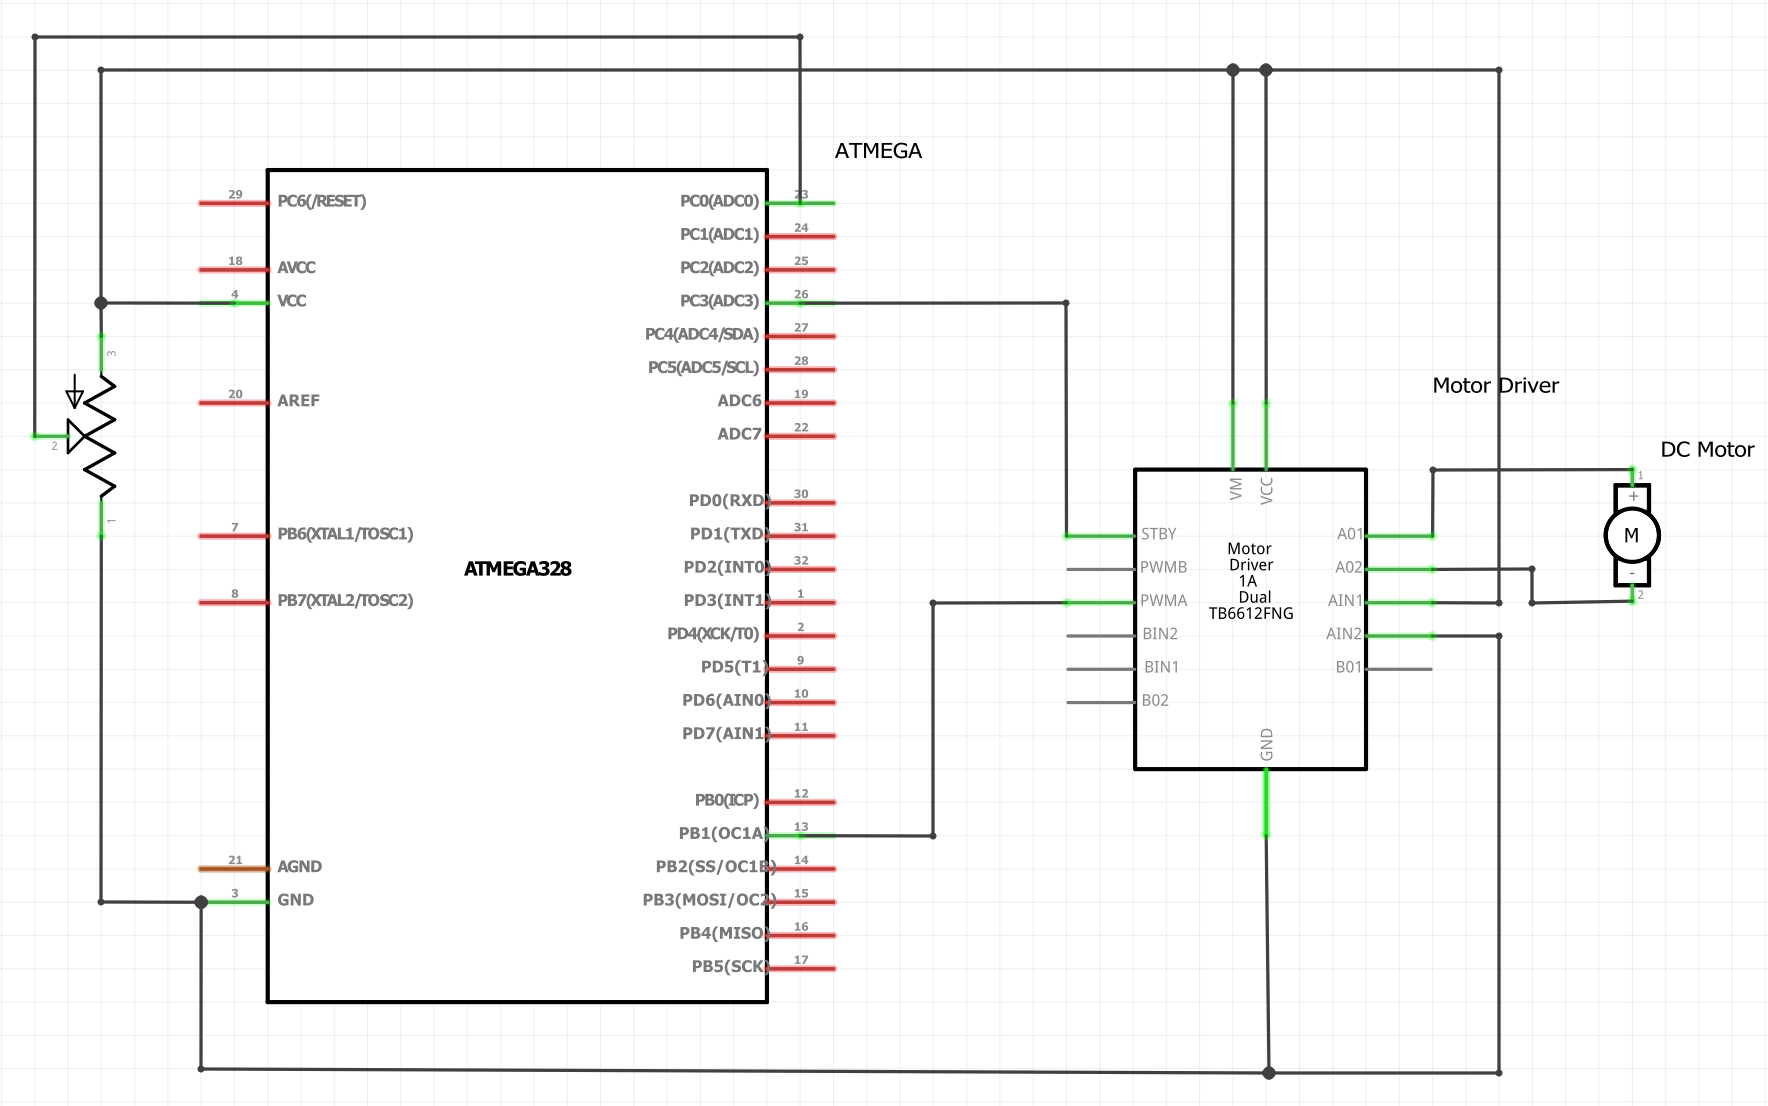 ATMEGA
29
PC6(/RESET)
PC0(ADC0)
23
PC1(ADC1)
24
18
AVCC
PC2(ADC2)
25
4
VCC
PC3(ADC3)
26
PC4(ADC4/SDA)
27
3
PC5(ADC5/SCL)
28
20
AREF
ADC6
19
2
ADC7
22
1
PD0(RXD)
30
7
PB6(XTAL1/TOSC1)
PD1(TXD)
31
ATMEGA328
PD2(INT0)
32
8
PB7(XTAL2/TOSC2)
PD3(INT1)
1
PD4(XCK/T0)
2
PD5(T1)
9
PD6(AIN0)
10
PD7(AIN1)
11
PB0(ICP)
12
PB1(OC1A)
13
21
AGND
PB2(SS/OC1B)
14
3
GND
PB3(MOSI/OC2)
15
PB4(MISO)
16
PB5(SCK)
17
Motor Driver
VM
VCC
STBY
PWMB
PWMA
BIN2
BIN1
B02
Motor
Driver
1A
Dual
TB6612FNG
A01
A02
AIN1
AIN2
B01
GND
DC Motor
1
+
M
-
2